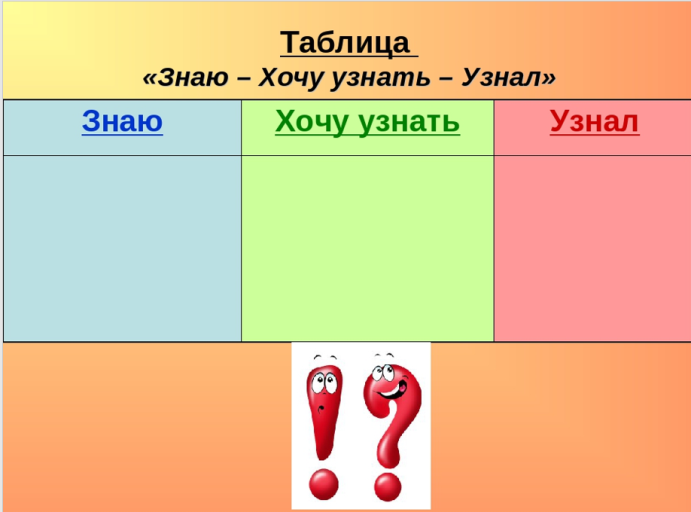 Таблица
«Знаю – Хочу узнать – Узнал»
Знаю
Хочу узнать
Узнал